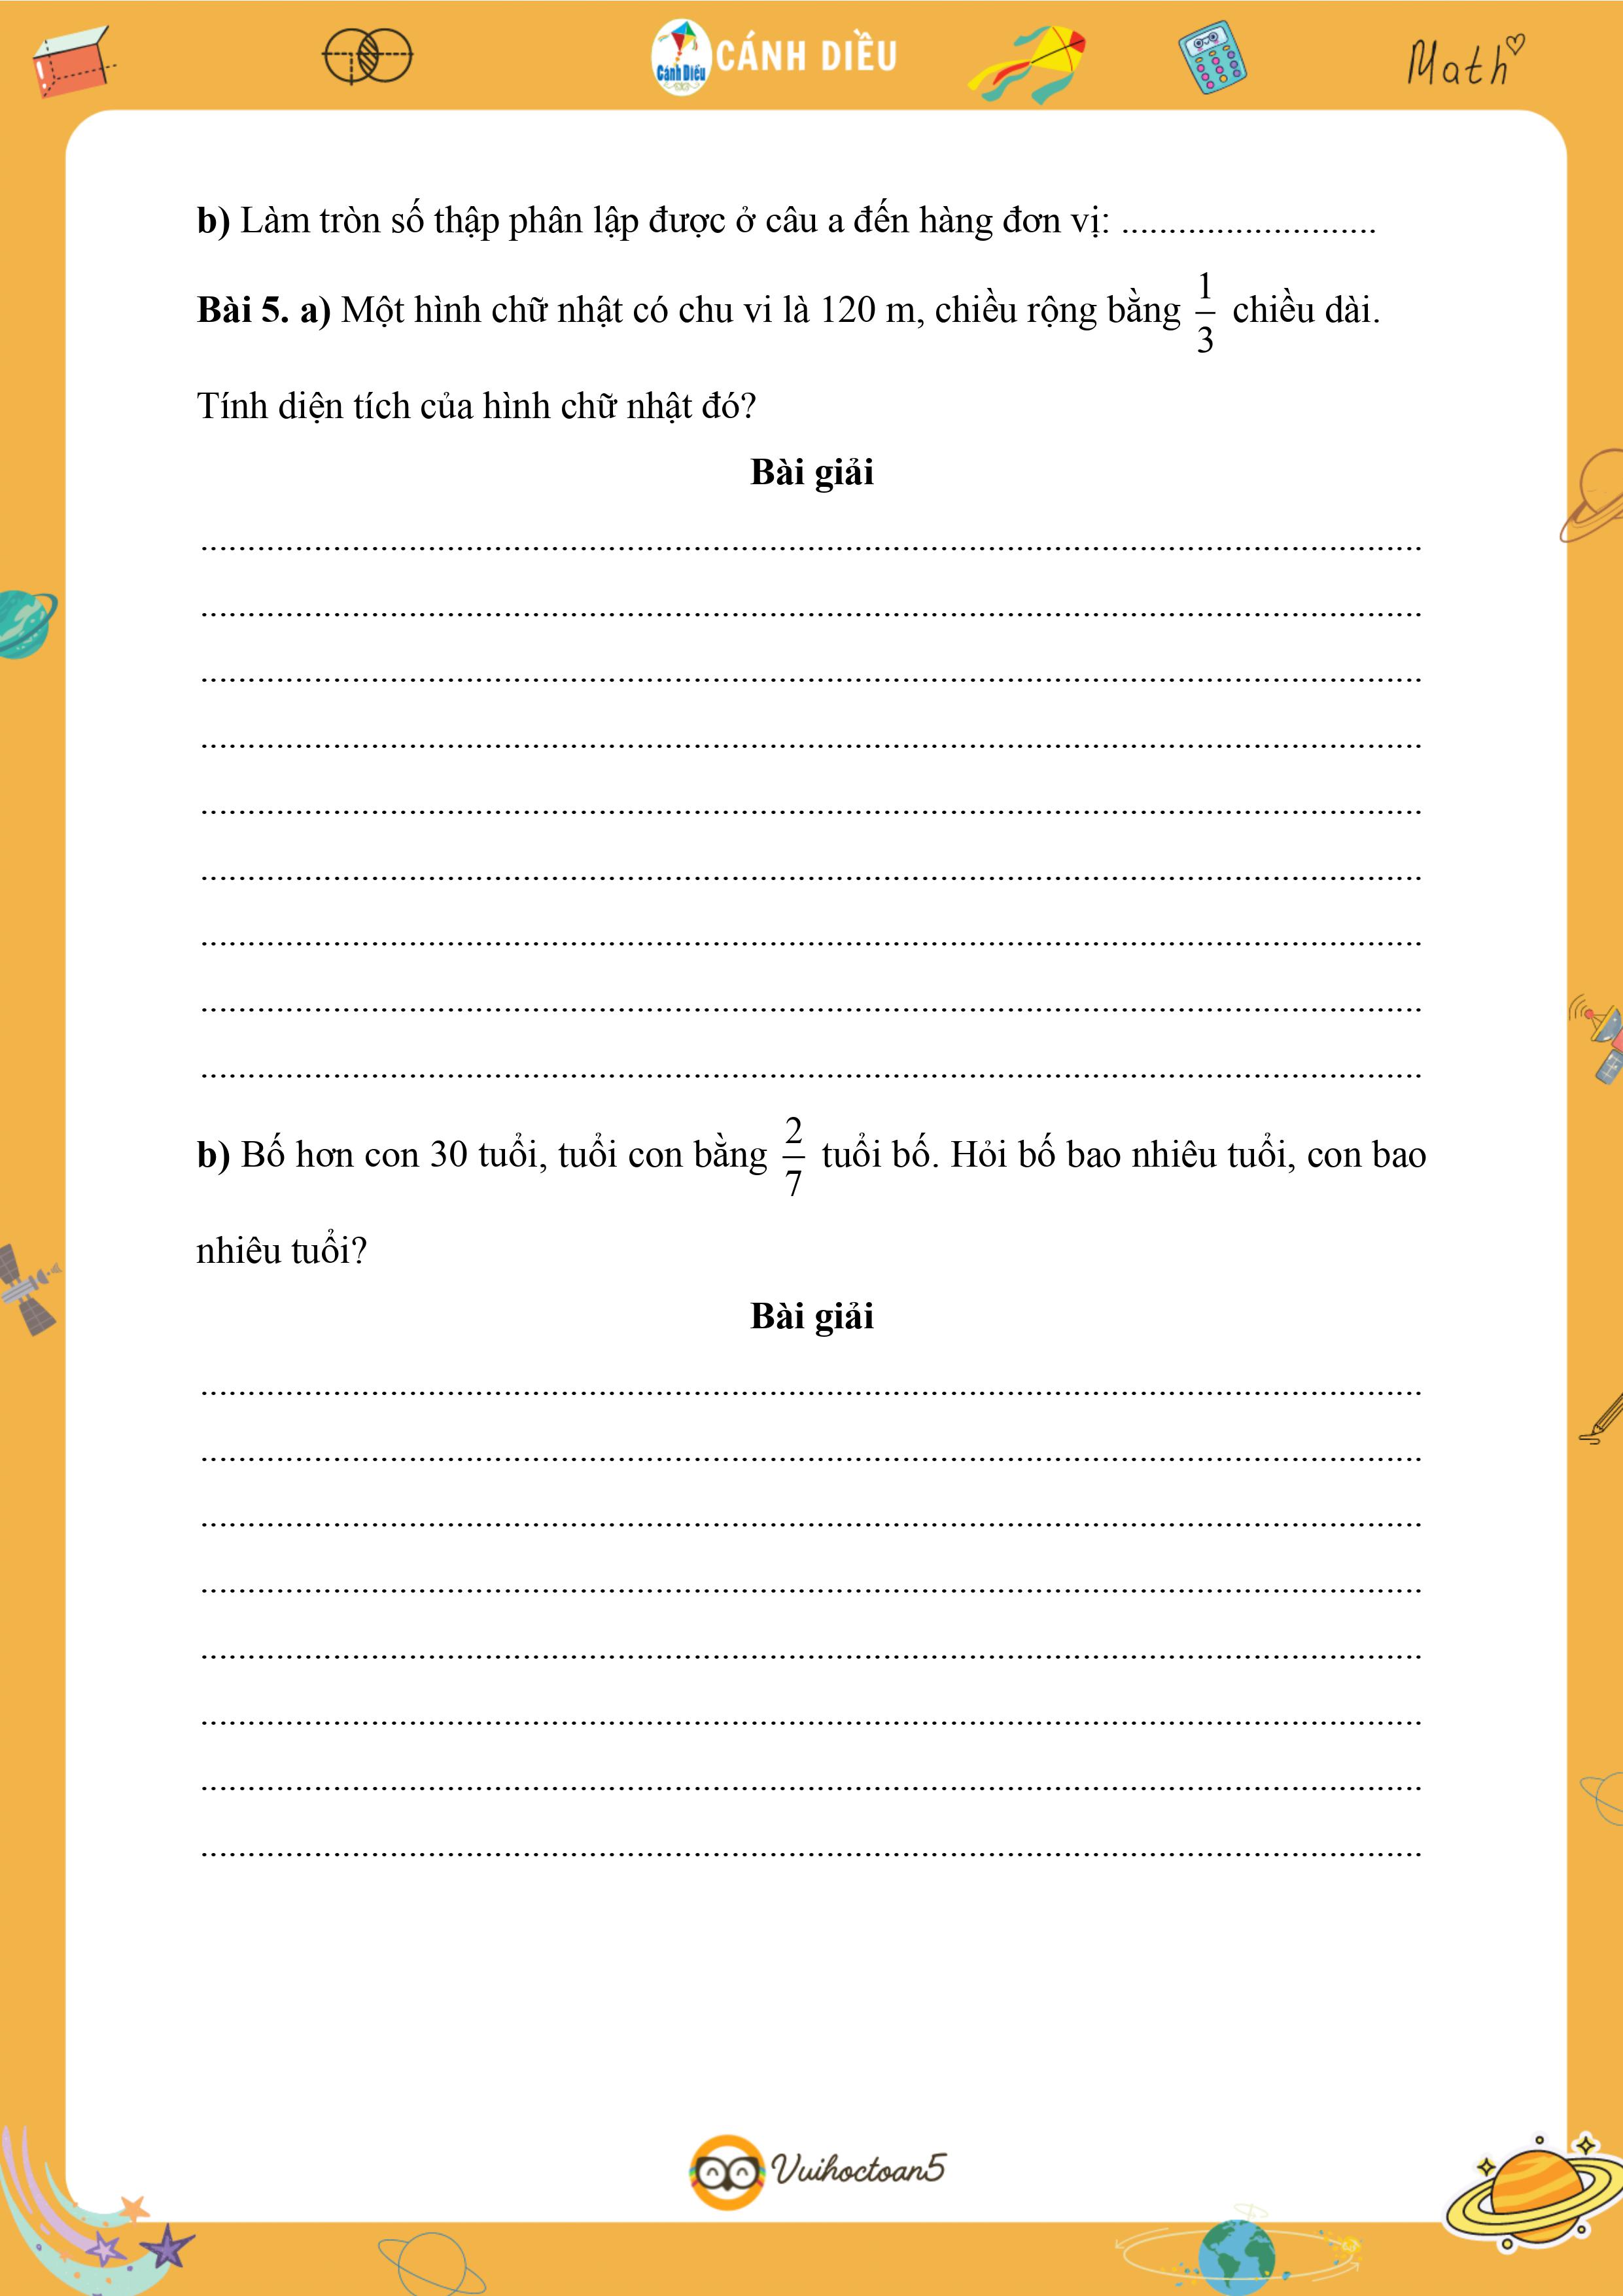 Cánh Diều CÁNH DIỀU Math
b) Làm tròn số thập phân lập được ở câu a đến hàng đơn vị: ...........................
Bài 5. a) Một hình chữ nhật có chu vi là 120 m, chiều rộng bằng 1/3 chiều dài.
Tính diện tích của hình chữ nhật đó?
Bài giải
b) Bố hơn con 30 tuổi, tuổi con bằng 2/7 tuổi bố. Hỏi bố bao nhiêu tuổi, con bao
nhiêu tuổi?
Bài giải
Vuihoctoan5